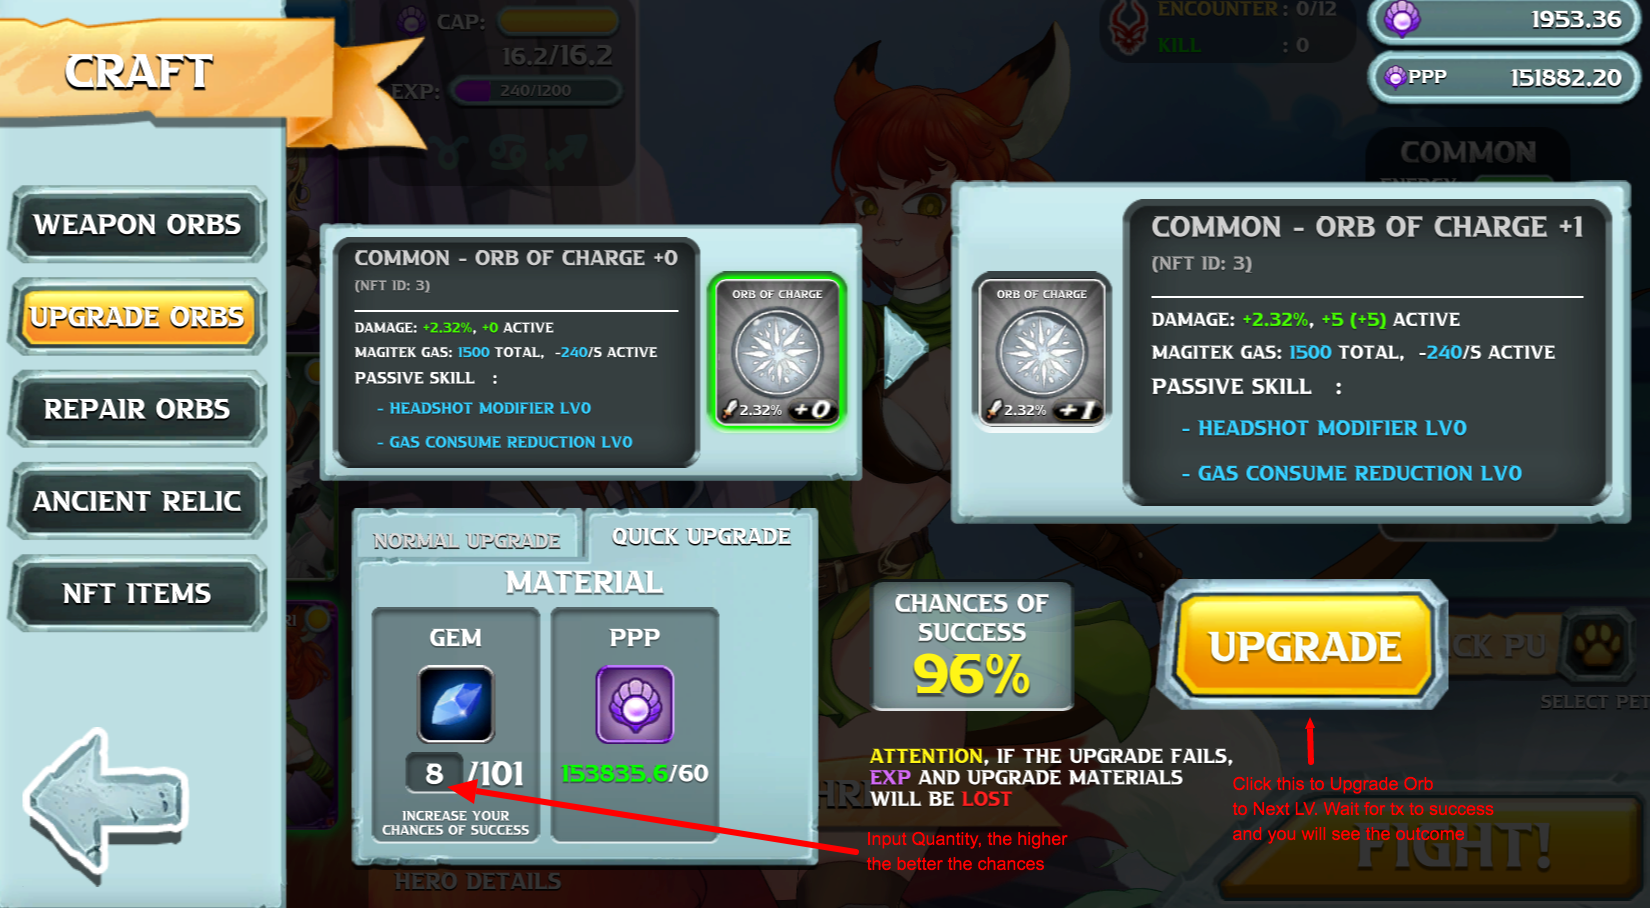 CRAFT
CAP:
16.2/16.2
EXP: 240/1200
ENCOUNTER : 0/12
KILL : 0
1953.36
PPP 151882.20
COMMON
ENERGY
WEAPON ORBS
UPGRADE ORBS
REPAIR ORBS
ANCIENT RELIC
NFT ITEMS
COMMON - ORB OF CHARGE +0
(NFT ID: 3)
DAMAGE: +2.32%, +0 ACTIVE
MAGITEK GAS: 1500 TOTAL, -240/S ACTIVE
PASSIVE SKILL :
- HEADSHOT MODIFIER LV0
- GAS CONSUME REDUCTION LV0
ORB OF CHARGE
2.32% +0
ORB OF CHARGE
2.32% +1
COMMON - ORB OF CHARGE +1
(NFT ID: 3)
DAMAGE: +2.32%, +5 (+5) ACTIVE
MAGITEK GAS: 1500 TOTAL, -240/S ACTIVE
PASSIVE SKILL :
- HEADSHOT MODIFIER LV0
- GAS CONSUME REDUCTION LV0
NORMAL UPGRADE
QUICK UPGRADE
MATERIAL
GEM
8 /101
INCREASE YOUR
CHANCES OF SUCCESS
PPP
153835.6/60
CHANCES OF
SUCCESS
96%
UPGRADE
CK PU
SELECT PET
ATTENTION, IF THE UPGRADE FAILS,
EXP AND UPGRADE MATERIALS
WILL BE LOST
Input Quantity, the higher
the better the chances
Click this to Upgrade Orb
to Next LV. Wait for tx to success
and you will see the outcome
FIGHT!
HERO DETAILS